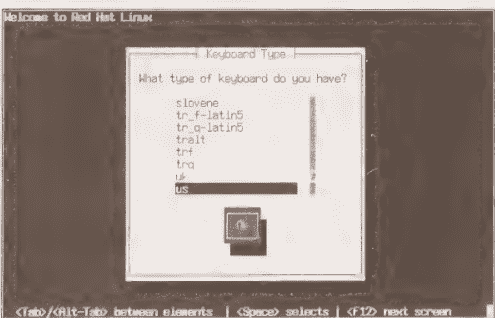 Welcome to Red Hat Linux
Keyboard Type
What type of keyboard do you have?
slovene
tr_f-latin5
tr_q-latin5
tralt
trf
trq
uk
us
Ok
<Tab>/<Alt-Tab> between elements | <Space> selects | <F12> next screen